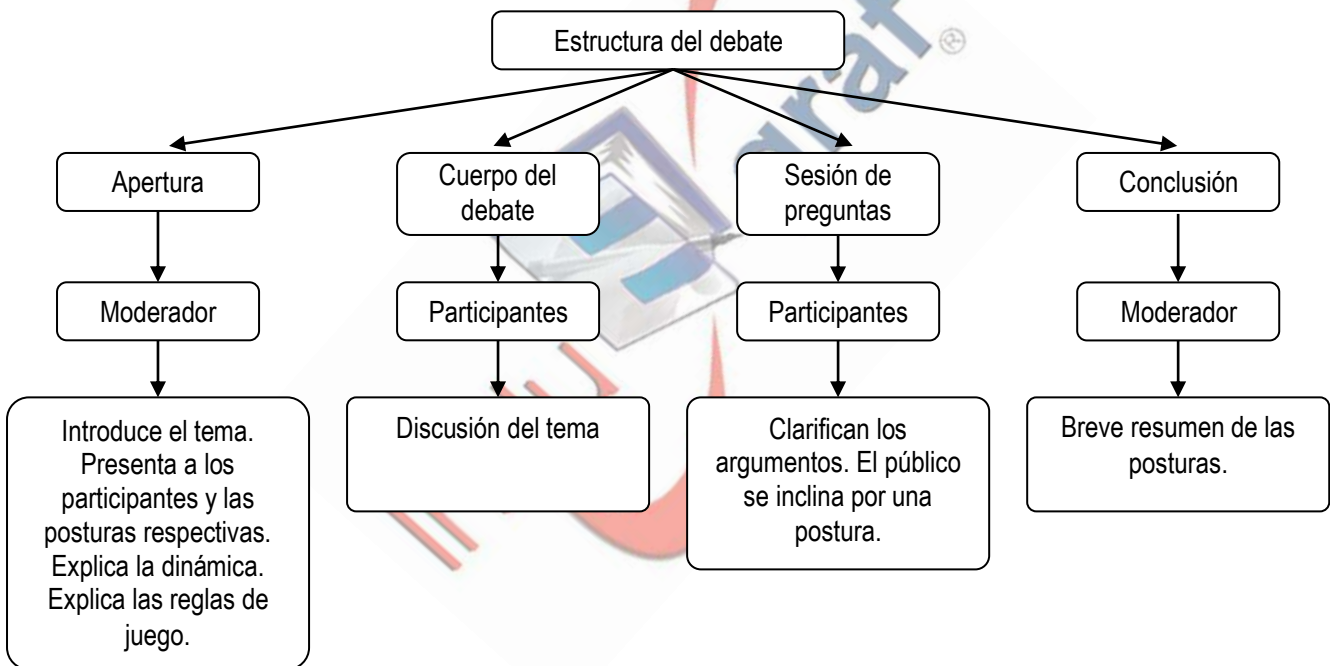 Estructura del debate
Apertura
Cuerpo del
debate
Sesión de
preguntas
Conclusión
Moderador
Participantes
Participantes
Moderador
Introduce el tema.
Presenta a los
participantes y las
posturas respectivas.
Explica la dinámica.
Explica las reglas de
juego.
Discusión del tema
Clarifican los
argumentos. El público
se inclina por una
postura.
Breve resumen de las
posturas.